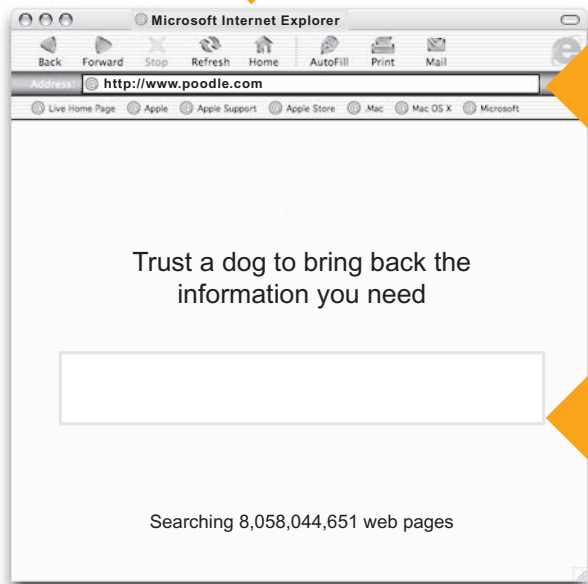 Microsoft Internet Explorer
Back Forward Stop Refresh Home AutoFill Print Mail
Address: http://www.poodle.com
Live Home Page Apple Apple Support Apple Store .Mac Mac OS X Microsoft
Trust a dog to bring back the
information you need
Searching 8,058,044,651 web pages